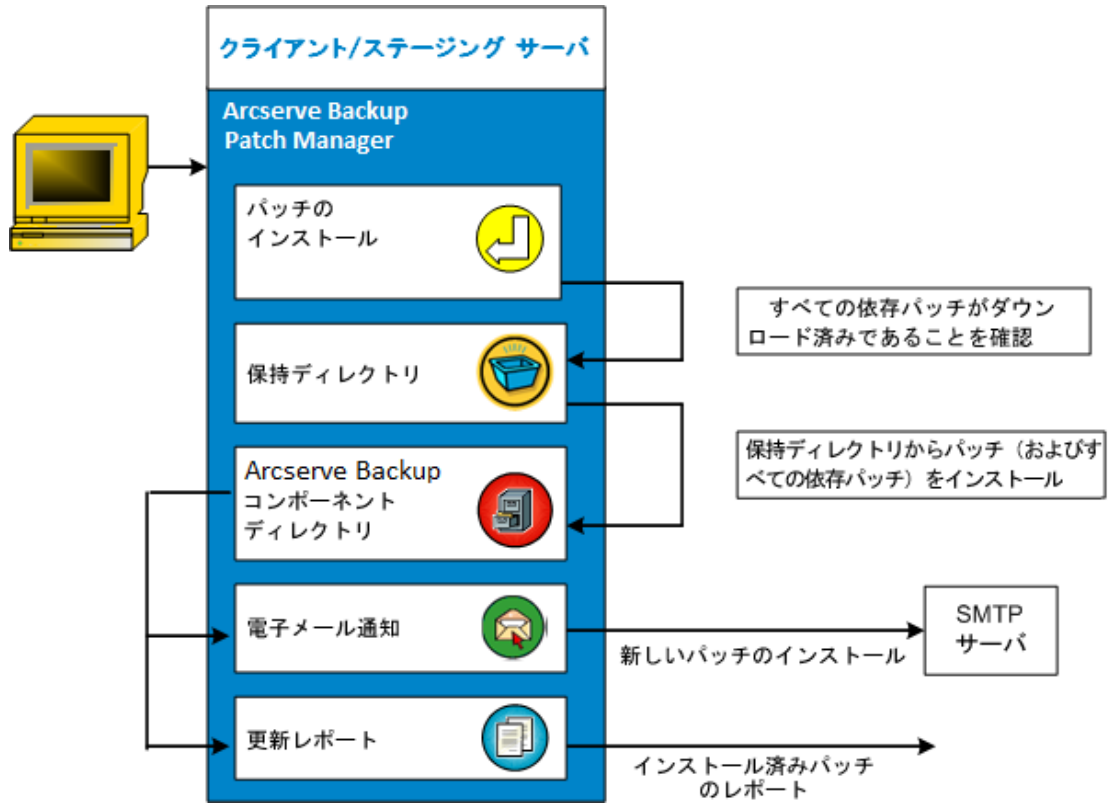 クライアント/ステージング サーバ
Arcserve Backup
Patch Manager
パッチの
インストール
すべての依存パッチがダウン
ロード済みであることを確認
保持ディレクトリ
保持ディレクトリからパッチ（およびす
べての依存パッチ）をインストール
Arcserve Backup
コンポーネント
ディレクトリ
電子メール通知
新しいパッチのインストール
SMTP
サーバ
更新レポート
インストール済みパッチ
のレポート